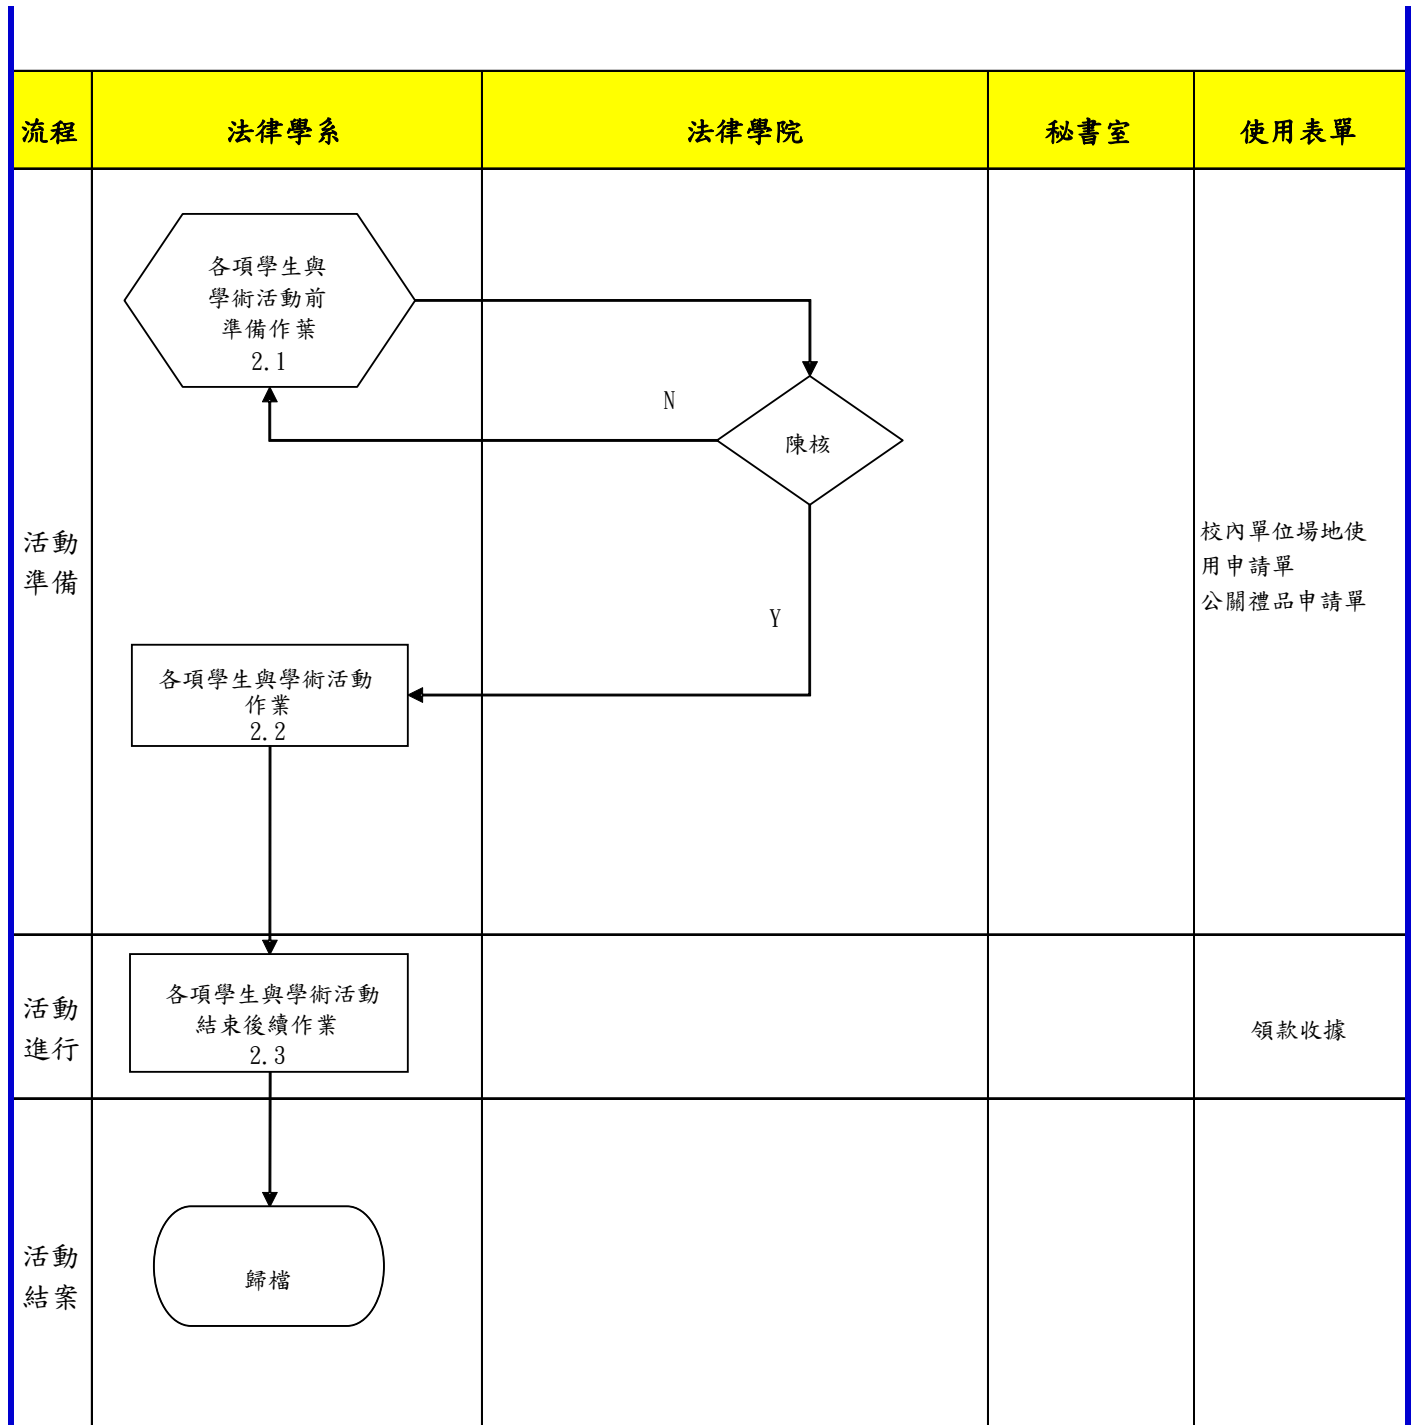 流程
法律學系
法律學院
秘書室
使用表單
各項學生與
學術活動前
準備作葉
2.1
N
陳核
活動
準備
校內單位場地使
用申請單
公關禮品申請單
Y
各項學生與學術活動
作業
2.2
活動
進行
各項學生與學術活動
結束後續作業
2.3
領款收據
活動
結案
歸檔